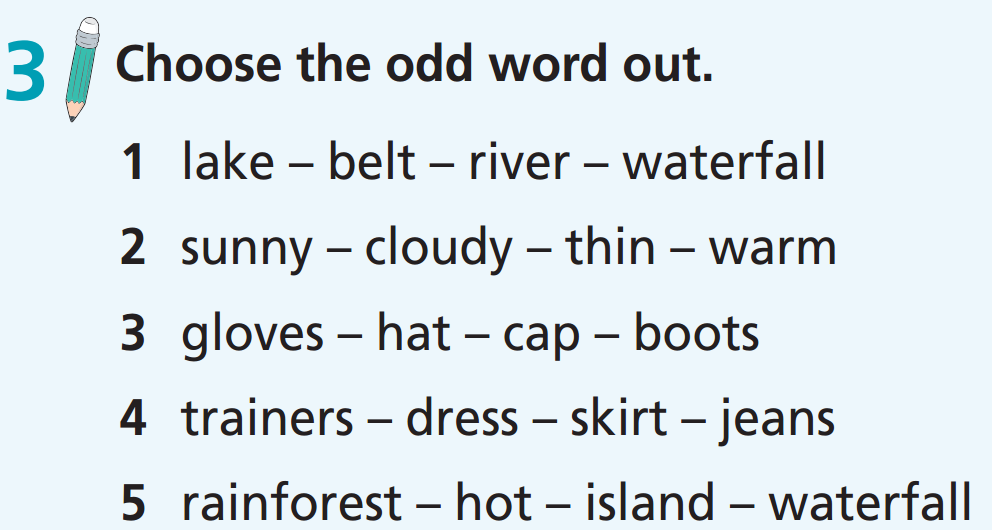 3 Choose the odd word out.
1 lake – belt – river – waterfall
2 sunny – cloudy – thin – warm
3 gloves – hat – cap – boots
4 trainers – dress – skirt – jeans
5 rainforest – hot – island – waterfall